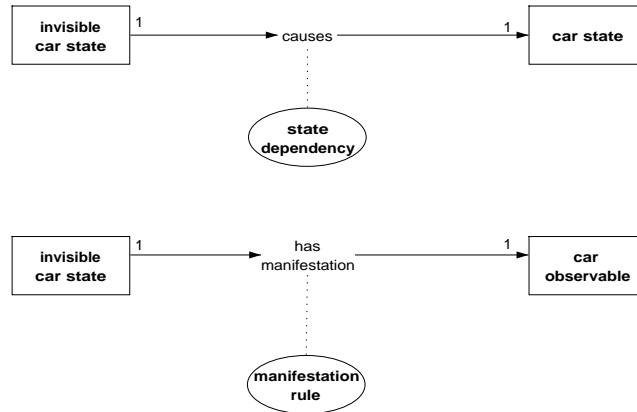 invisible
car state
1
causes
1
car state
state
dependency
invisible
car state
1
has
manifestation
1
car
observable
manifestation
rule